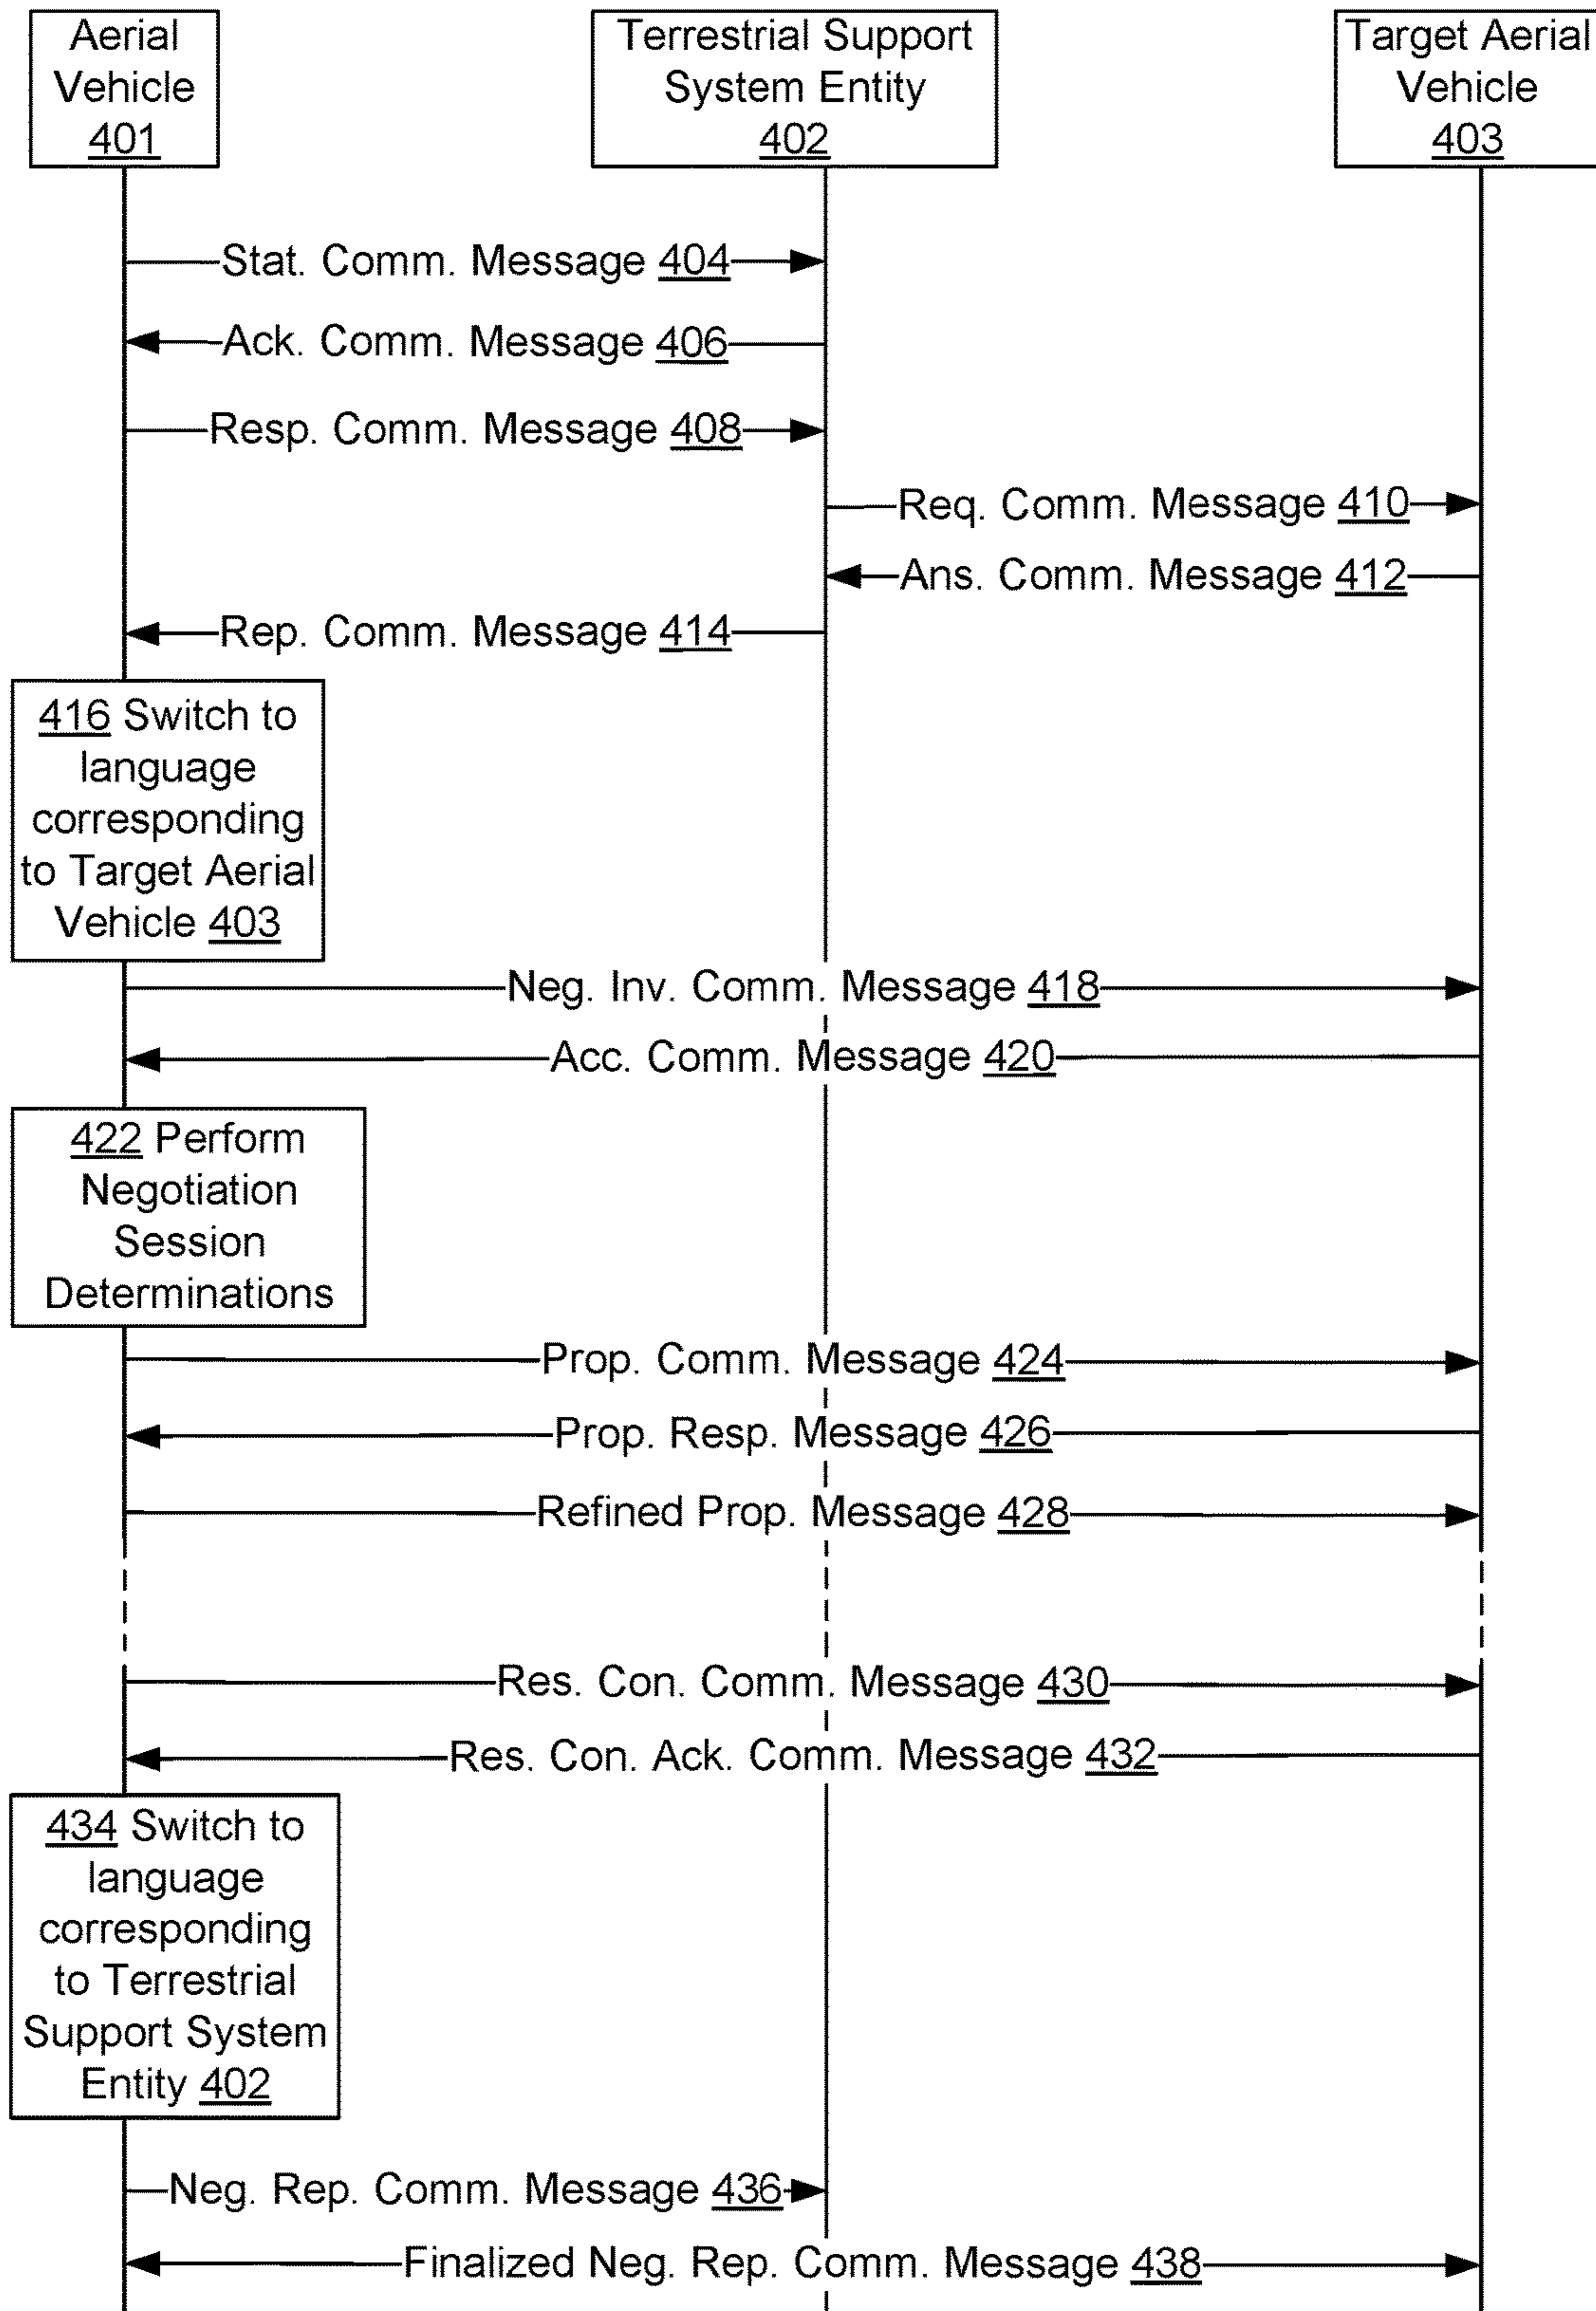 Aerial
Vehicle
401
Terrestrial Support
System Entity
402
Target Aerial
Vehicle
403
Stat. Comm. Message 404
Ack. Comm. Message 406
Resp. Comm. Message 408
Req. Comm. Message 410
Ans. Comm. Message 412
Rep. Comm. Message 414
416 Switch to
language
corresponding
to Target Aerial
Vehicle 403
Neg. Inv. Comm. Message 418
Acc. Comm. Message 420
422 Perform
Negotiation
Session
Determinations
Prop. Comm. Message 424
Prop. Resp. Message 426
Refined Prop. Message 428
Res. Con. Comm. Message 430
Res. Con. Ack. Comm. Message 432
434 Switch to
language
corresponding
to Terrestrial
Support System
Entity 402
Neg. Rep. Comm. Message 436
Finalized Neg. Rep. Comm. Message 438